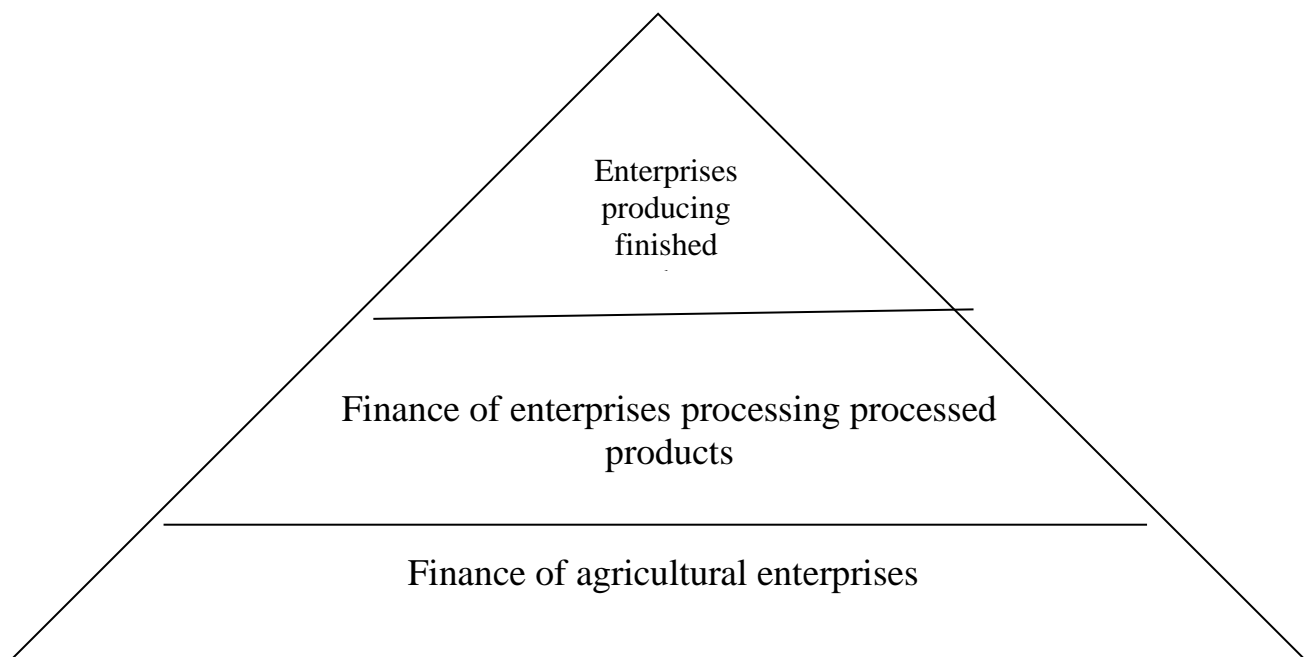 Enterprises
producing
finished
Finance of enterprises processing processed
products
Finance of agricultural enterprises